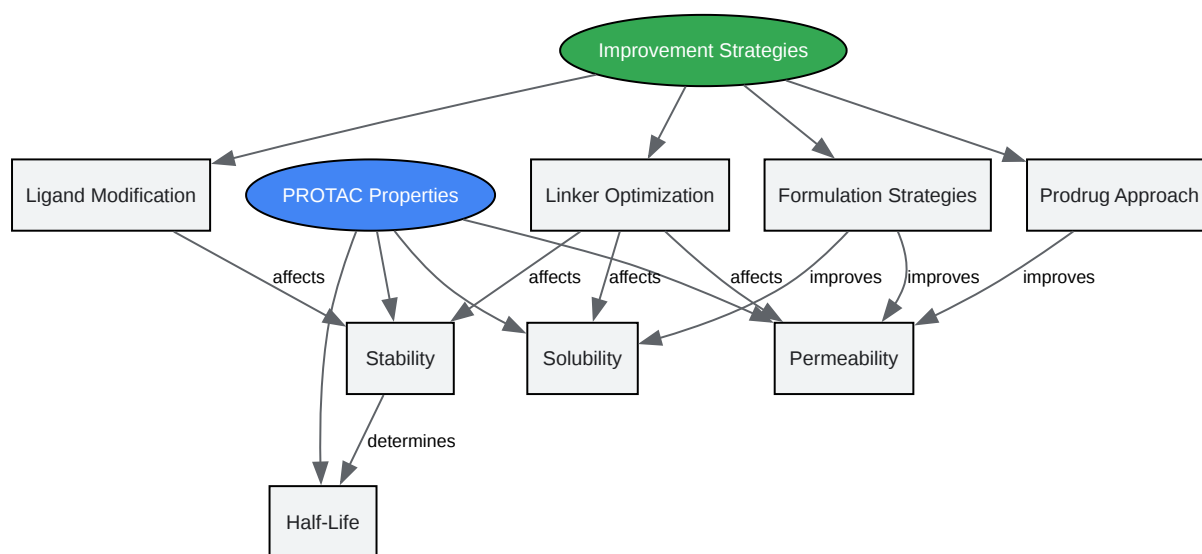 Improvement Strategies
Ligand Modification
PROTAC Properties
Linker Optimization
Formulation Strategies
Prodrug Approach
affects
affects
affects
affects
improves
improves
improves
Stability
Solubility
Permeability
determines
Half-Life